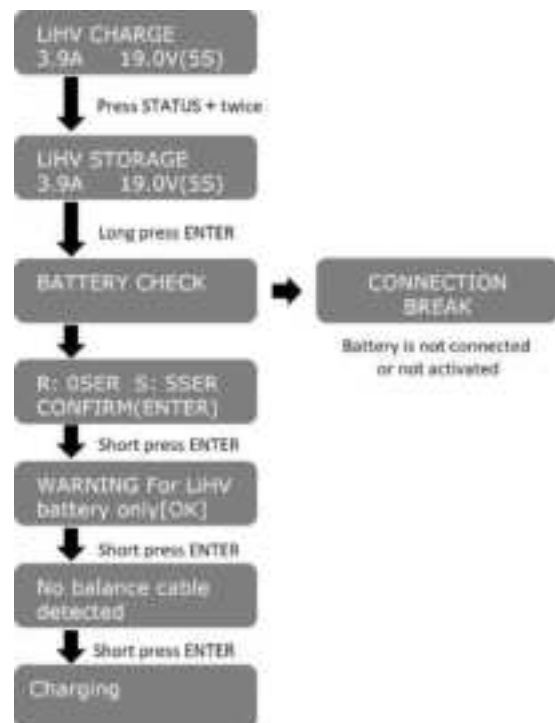 LiHV CHARGE
3.9A 19.0V(5S)
Press STATUS + twice
LiHV STORAGE
3.9A 19.0V(5S)
Long press ENTER
BATTERY CHECK
CONNECTION
BREAK
Battery is not connected
or not activated
R: 0SER S: 5SER
CONFIRM(ENTER)
Short press ENTER
WARNING For LiHV
battery only[OK]
Short press ENTER
No balance cable
detected
Short press ENTER
Charging